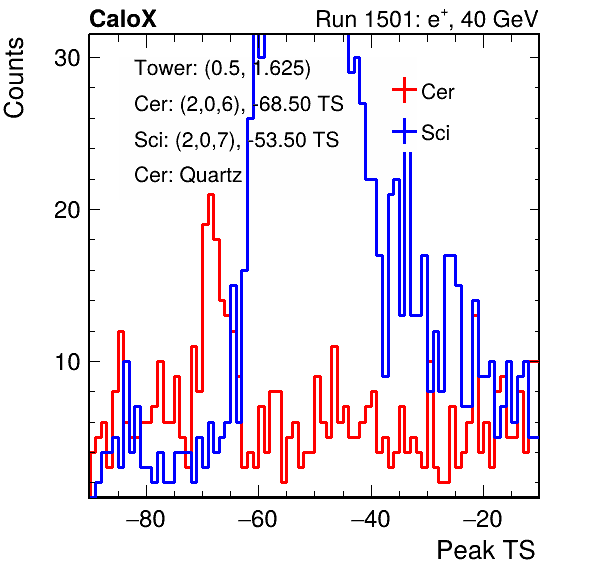 CaloX Run 1501: e⁺, 40 GeV
Counts
30
20
10
Tower: (0.5, 1.625)
Cer: (2,0,6), -68.50 TS
Sci: (2,0,7), -53.50 TS
Cer: Quartz
Cer
Sci
−80 −60 −40 −20
Peak TS